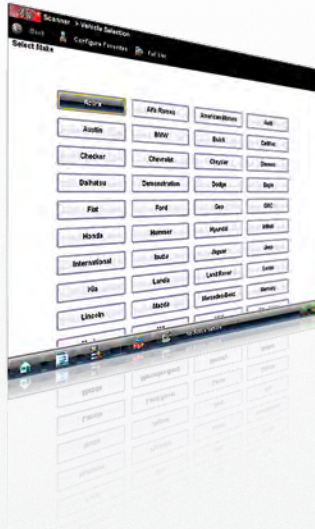 Scanner > Vehicle Selection
Back Configure Favorites Full List
Select Make
Acura Alfa Romeo American Motors Audi
Austin BMW Buick Cadillac
Checker Chevrolet Chrysler Daewoo
Daihatsu Demonstration Dodge Eagle
Fiat Ford Geo GMC
Honda Hummer Hyundai Infiniti
International Isuzu Jaguar Jeep
Kia Lancia Land Rover Lexus
Lincoln Mazda Mercedes-Benz Mercury